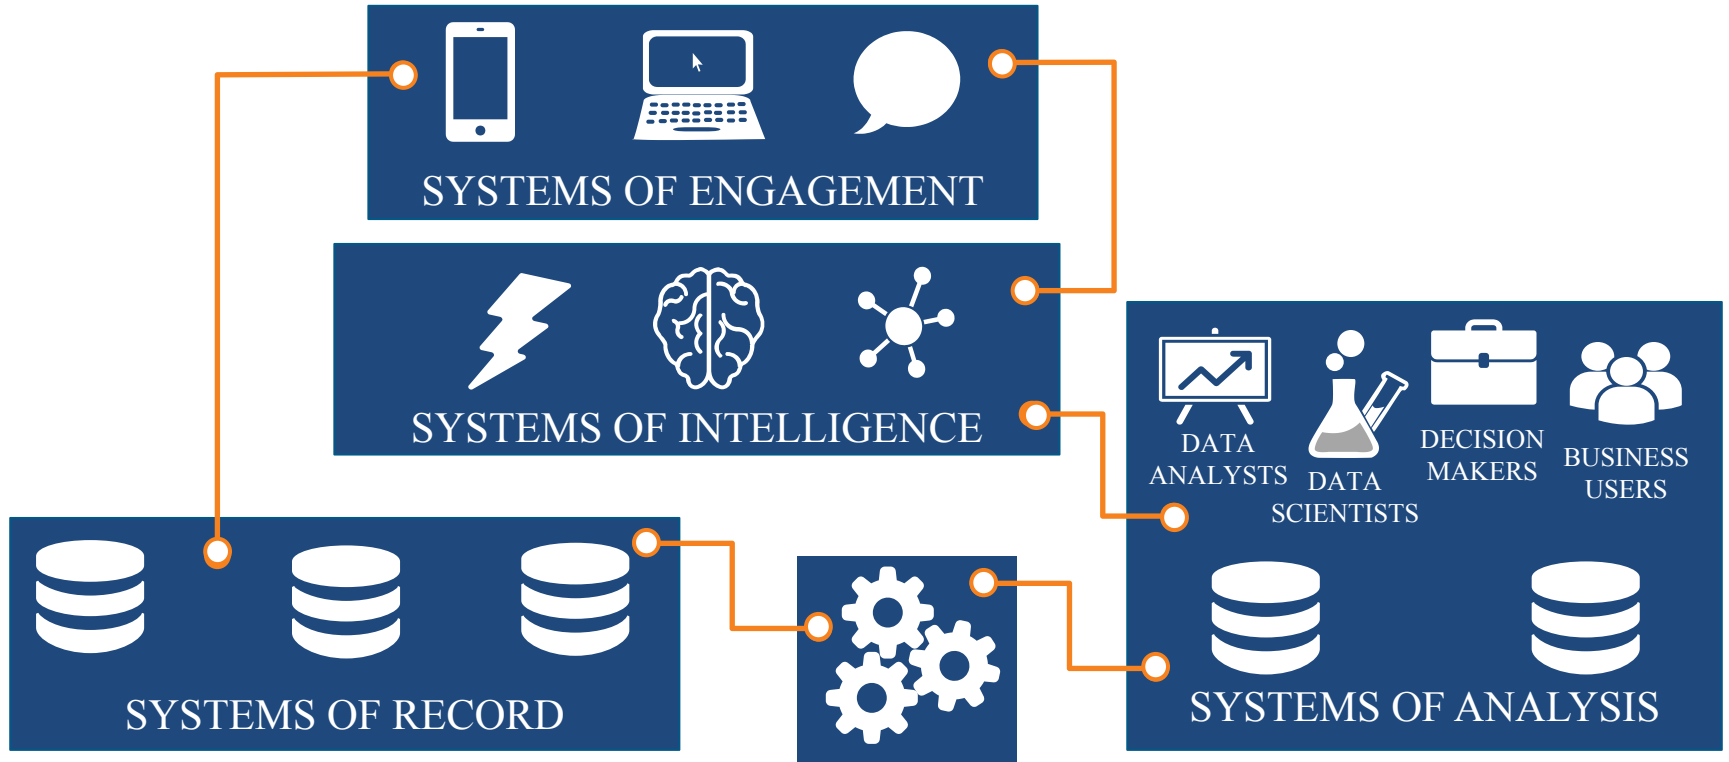 SYSTEMS OF ENGAGEMENT
SYSTEMS OF INTELLIGENCE
DATA
ANALYSTS
DATA
SCIENTISTS
DECISION
MAKERS
BUSINESS
USERS
SYSTEMS OF RECORD
SYSTEMS OF ANALYSIS